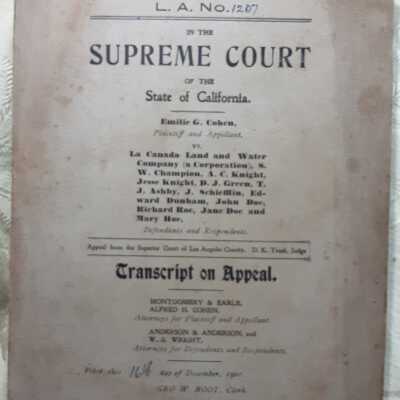 L. A. No. 1207
IN THE
SUPREME COURT
OF THE
State of California.
Emilie G. Cohen,
Plaintiff and Appellant,
vs.
La Canada Land and Water
Company (a Corporation), S.
W. Champion, A. C. Knight,
Jesse Knight, D. J. Green, T.
J. Ashby, J. Schiefflin, Ed-
ward Dunham, John Doe,
Richard Roe, Jane Doe and
Mary Hoe,
Defendants and Respondents.
Appeal from the Superior Court of Los Angeles County. D. K. Trask, Judge
Transcript on Appeal.
MONTGOMERY & EARLE,
ALFRED H. COHEN,
Attorneys for Plaintiff and Appellant.
ANDERSON & ANDERSON, and
W. S. WRIGHT,
Attorneys for Defendants and Respondents.
Filed this 16th day of December,
GEO W. ROOT, Clerk